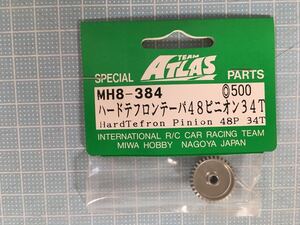 TEAM
SPECIAL ATLAS PARTS
MH8-384 ◎500
ハードテフロンテーパ48ピニオン34T
HardTefron Pinion 48P 34T
INTERNATIONAL R/C CAR RACING TEAM
MIWA HOBBY NAGOYA JAPAN